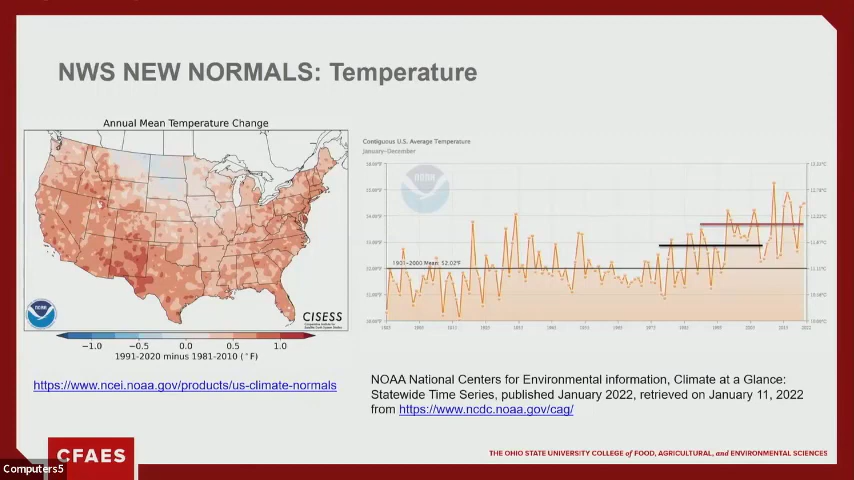 NWS NEW NORMALS: Temperature
Annual Mean Temperature Change
NOAA
CISESS
−1.0 −0.5 0.0 0.5 1.0
1991-2020 minus 1981-2010 (°F)
https://www.ncei.noaa.gov/products/us-climate-normals
Contiguous U.S. Average Temperature
January–December
NOAA
1901–2000 Mean: 52.02°F
NOAA National Centers for Environmental information, Climate at a Glance:
Statewide Time Series, published January 2022, retrieved on January 11, 2022
from https://www.ncdc.noaa.gov/cag/
CFAES
THE OHIO STATE UNIVERSITY COLLEGE of FOOD, AGRICULTURAL, and ENVIRONMENTAL SCIENCES
Computers5